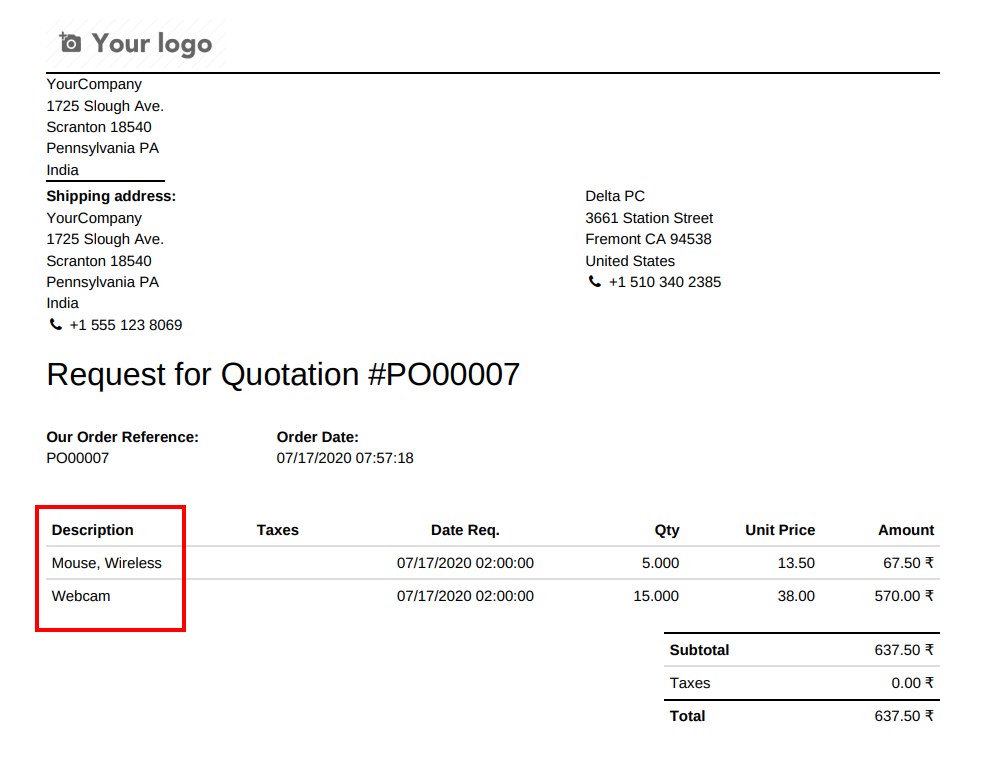 Your logo
YourCompany
1725 Slough Ave.
Scranton 18540
Pennsylvania PA
India
Shipping address:
YourCompany
1725 Slough Ave.
Scranton 18540
Pennsylvania PA
India
+1 555 123 8069
Delta PC
3661 Station Street
Fremont CA 94538
United States
+1 510 340 2385
Request for Quotation #PO00007
Our Order Reference: Order Date:
PO00007 07/17/2020 07:57:18
Description Taxes Date Req. Qty Unit Price Amount
Mouse, Wireless 07/17/2020 02:00:00 5.000 13.50 67.50 ₹
Webcam 07/17/2020 02:00:00 15.000 38.00 570.00 ₹
Subtotal 637.50 ₹
Taxes 0.00 ₹
Total 637.50 ₹